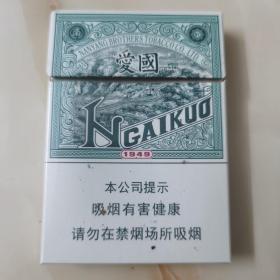 NANYANG BROTHERS TOBACCO CO., LTD.
愛國
NGAIKUO
1949
本公司提示
吸烟有害健康
请勿在禁烟场所吸烟